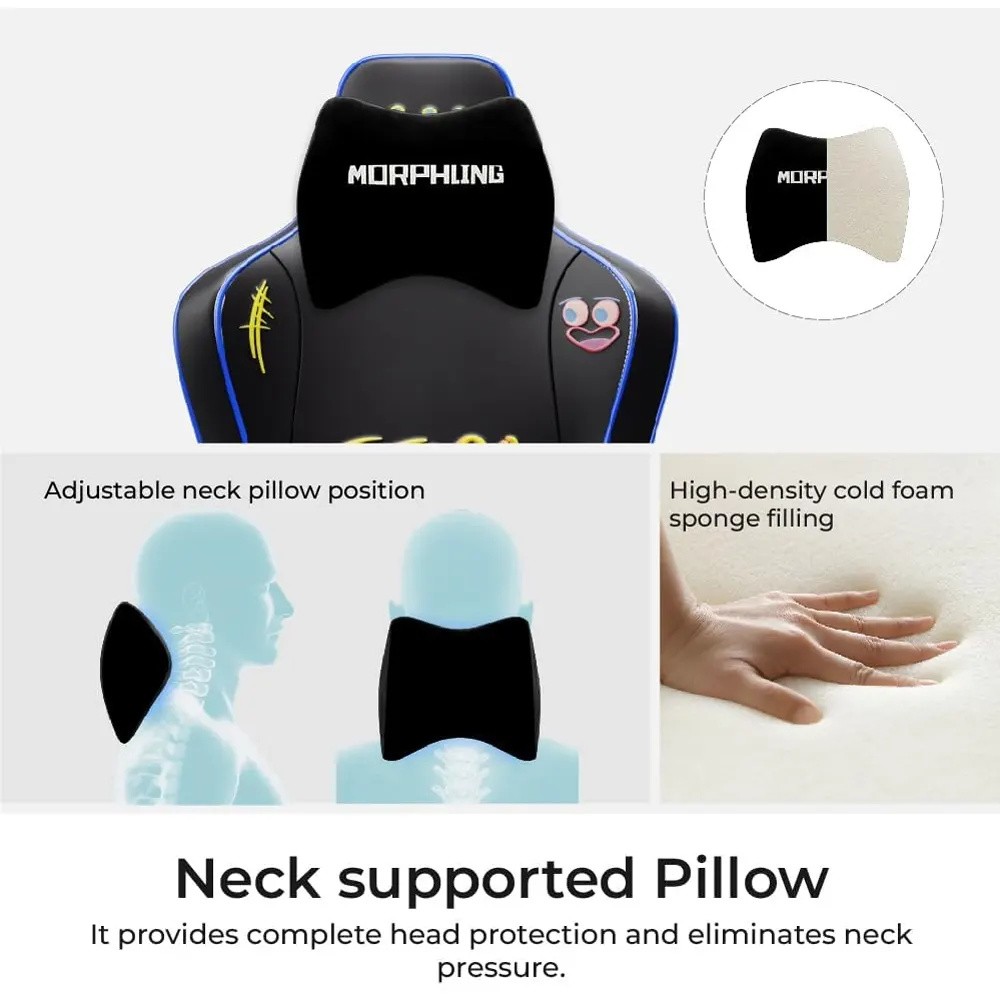 MORPHLING
MORP
Adjustable neck pillow position
High-density cold foam
sponge filling
Neck supported Pillow
It provides complete head protection and eliminates neck
pressure.